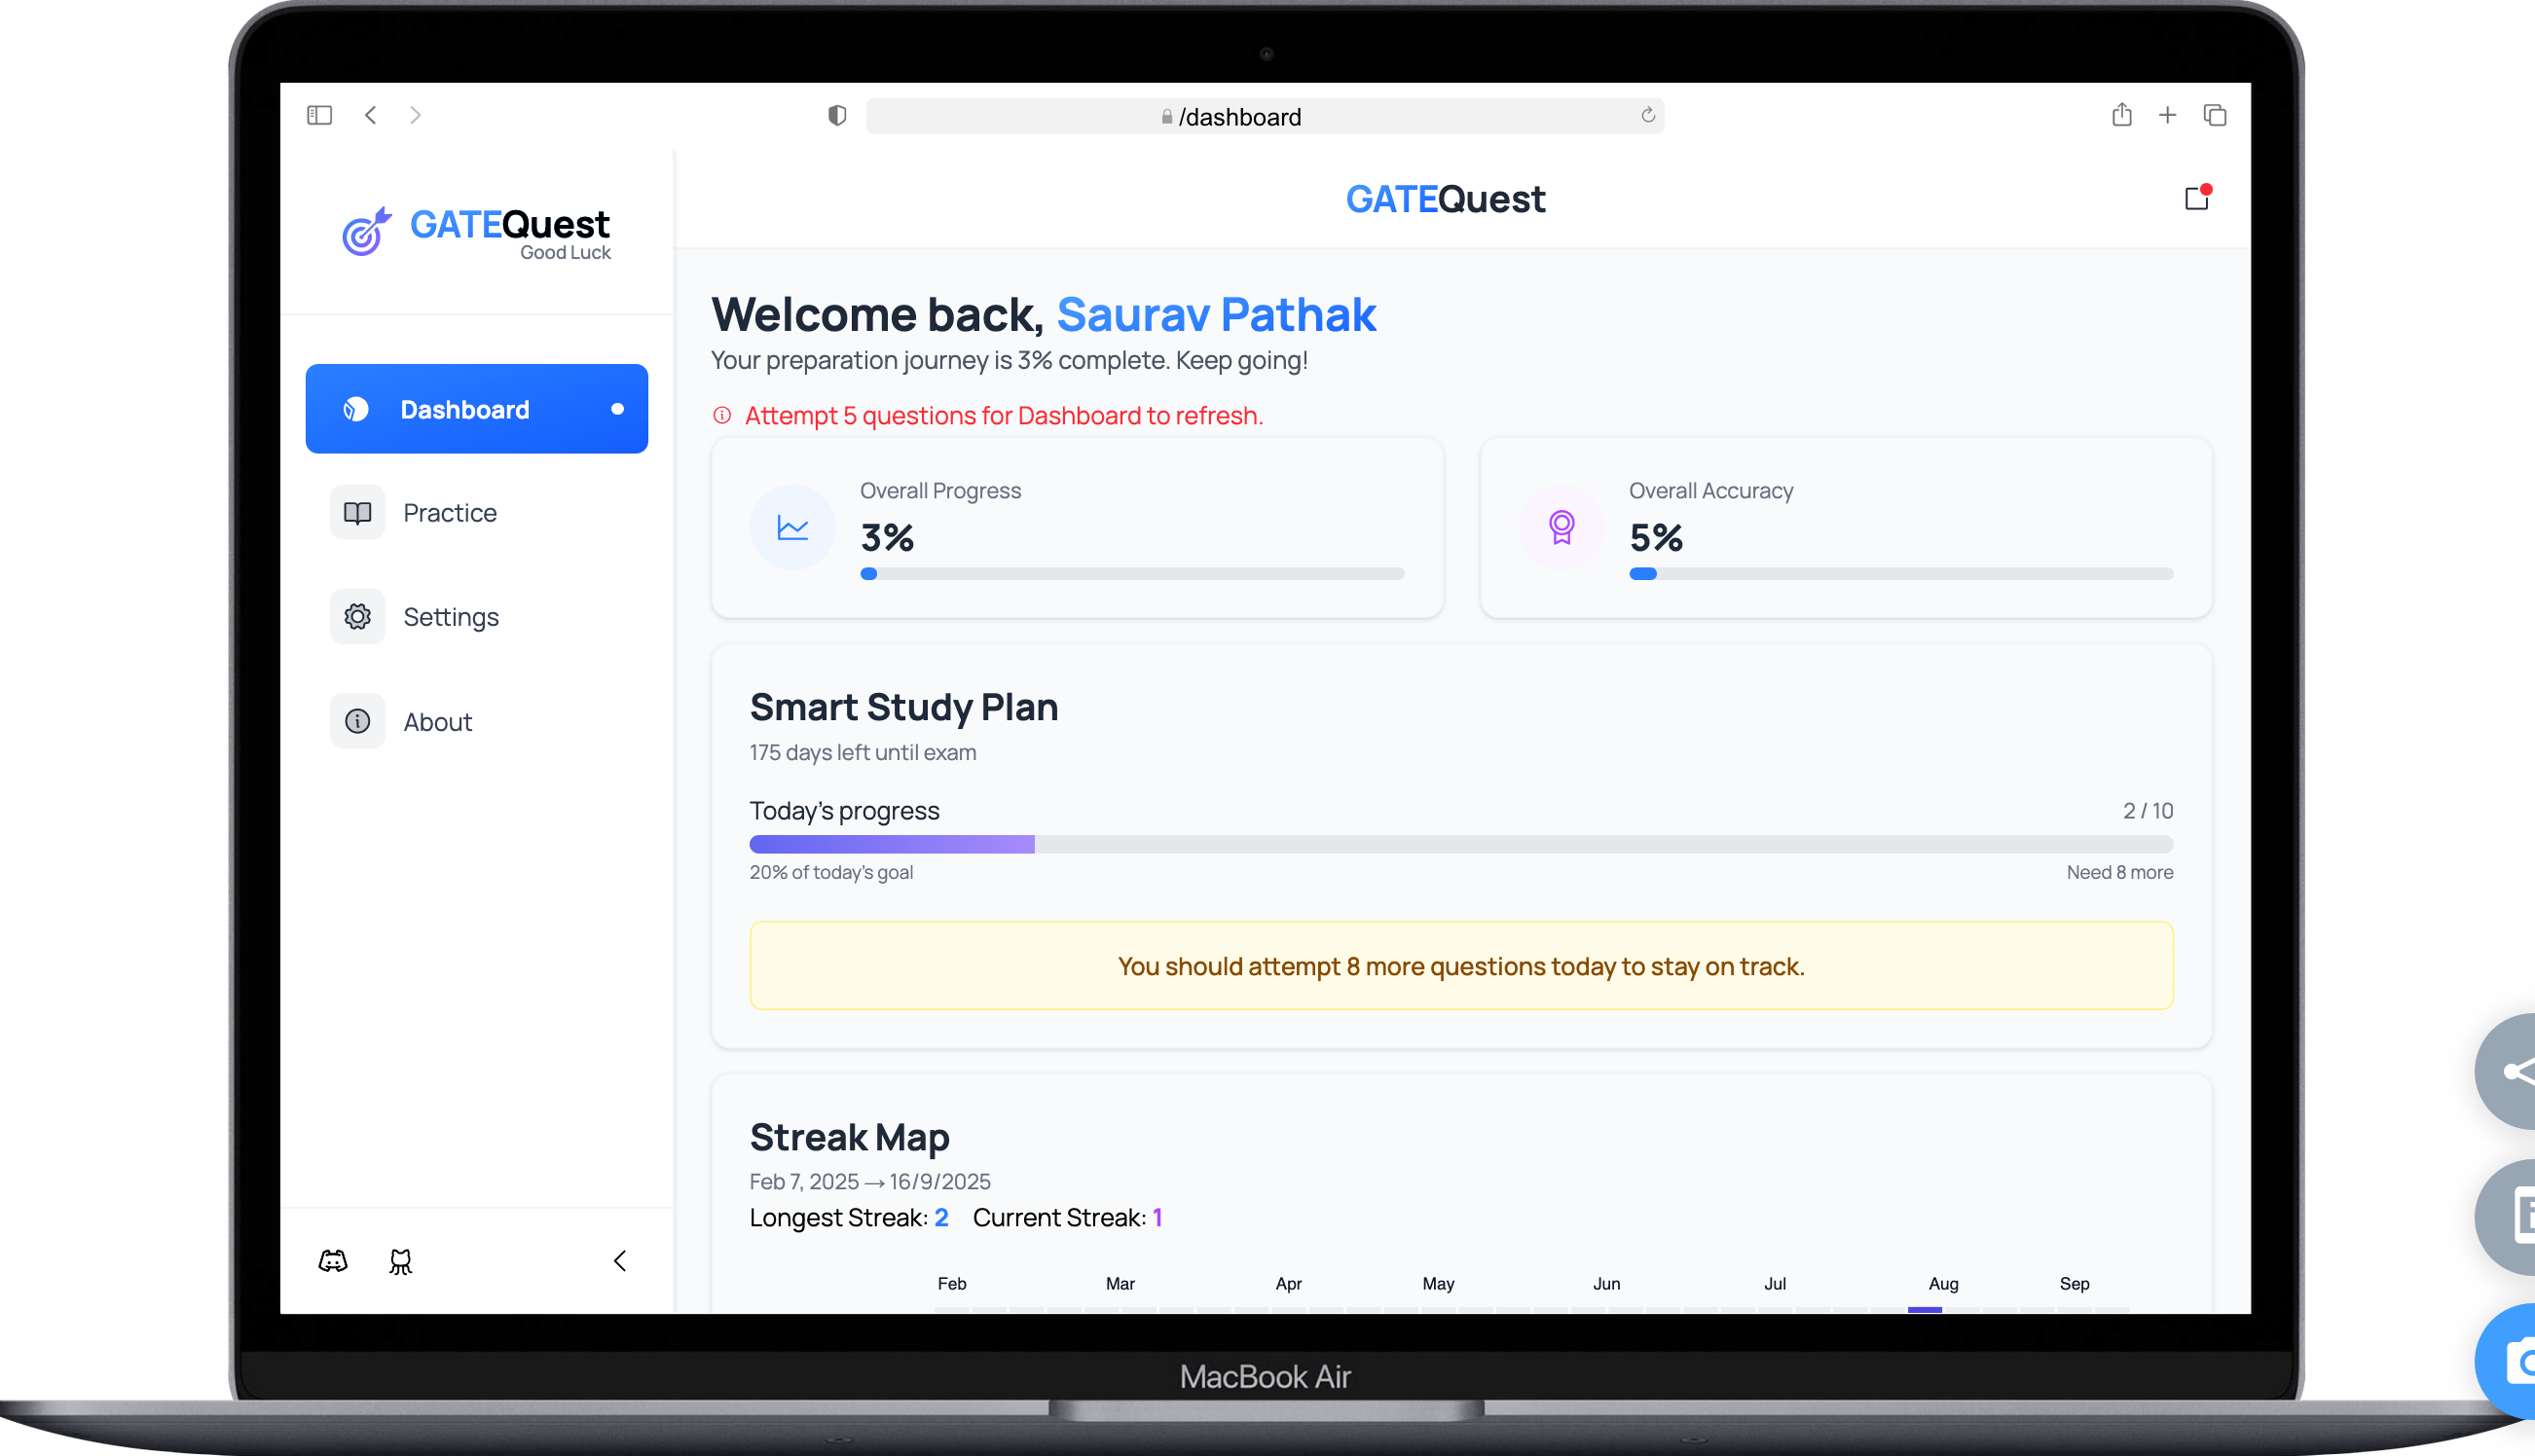 /dashboard
GATEQuest
Good Luck
Dashboard
Practice
Settings
About
GATEQuest
Welcome back, Saurav Pathak
Your preparation journey is 3% complete. Keep going!
Attempt 5 questions for Dashboard to refresh.
Overall Progress
3%
Overall Accuracy
5%
Smart Study Plan
175 days left until exam
Today's progress
2 / 10
20% of today's goal
Need 8 more
You should attempt 8 more questions today to stay on track.
Streak Map
Feb 7, 2025 → 16/9/2025
Longest Streak: 2 Current Streak: 1
Feb Mar Apr May Jun Jul Aug Sep
MacBook Air